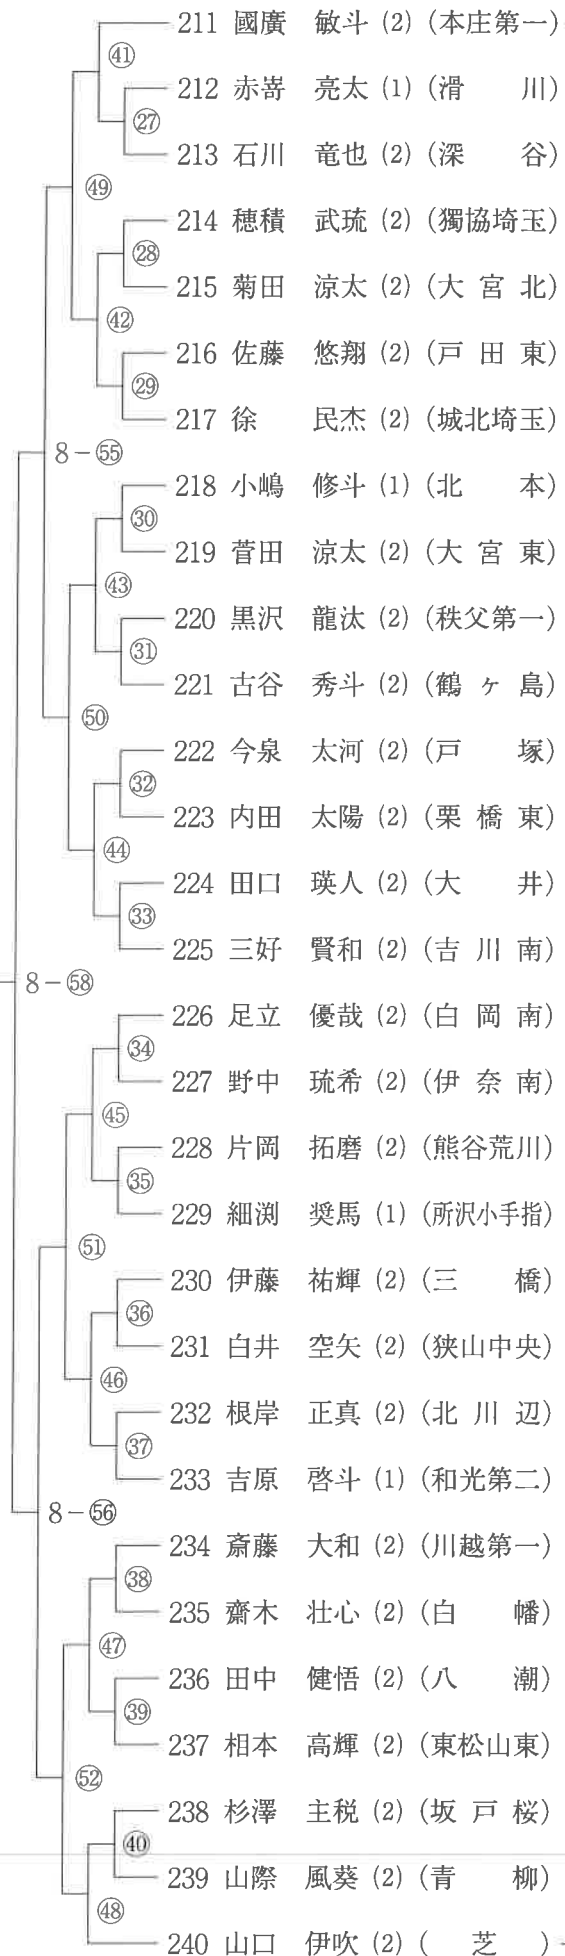 211 國廣 敏斗 (2) (本庄第一)
㊶
212 赤嵜 亮太 (1) (滑 川)
㉗
213 石川 竜也 (2) (深 谷)
㊾
214 穂積 武琉 (2) (獨協埼玉)
㉘
215 菊田 涼太 (2) (大 宮 北)
㊷
216 佐藤 悠翔 (2) (戸 田 東)
㉙
217 徐 民杰 (2) (城北埼玉)
8－55
218 小嶋 修斗 (1) (北 本)
㉚
219 菅田 涼太 (2) (大 宮 東)
㊸
220 黒沢 龍汰 (2) (秩父第一)
㉛
221 古谷 秀斗 (2) (鶴 ヶ 島)
㊿
222 今泉 太河 (2) (戸 塚)
㉜
223 内田 太陽 (2) (栗 橋 東)
㊹
224 田口 瑛人 (2) (大 井)
㉝
225 三好 賢和 (2) (吉 川 南)
8－58
226 足立 優哉 (2) (白 岡 南)
㉞
227 野中 琉希 (2) (伊 奈 南)
㊺
228 片岡 拓磨 (2) (熊谷荒川)
㉟
229 細渕 奨馬 (1) (所沢小手指)
51
230 伊藤 祐輝 (2) (三 橋)
㊱
231 白井 空矢 (2) (狭山中央)
㊻
232 根岸 正真 (2) (北 川 辺)
㊲
233 吉原 啓斗 (1) (和光第二)
8－56
234 斎藤 大和 (2) (川越第一)
㊳
235 齋木 壮心 (2) (白 幡)
㊼
236 田中 健悟 (2) (八 潮)
㊴
237 相本 高輝 (2) (東松山東)
52
238 杉澤 主税 (2) (坂 戸 桜)
㊵
239 山際 風葵 (2) (青 柳)
㊽
240 山口 伊吹 (2) ( 芝 )